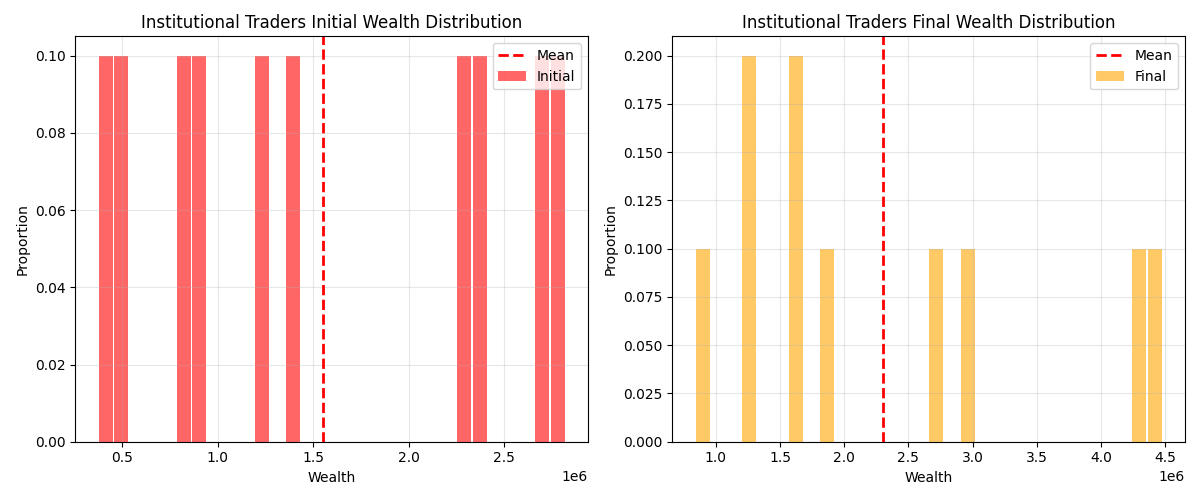 Institutional Traders Initial Wealth Distribution
Mean
Initial
0.10
0.08
0.06
0.04
0.02
0.00
Proportion
0.5
1.0
1.5
2.0
2.5
1e6
Wealth
Institutional Traders Final Wealth Distribution
Mean
Final
0.200
0.175
0.150
0.125
0.100
0.075
0.050
0.025
0.000
Proportion
1.0
1.5
2.0
2.5
3.0
3.5
4.0
4.5
1e6
Wealth